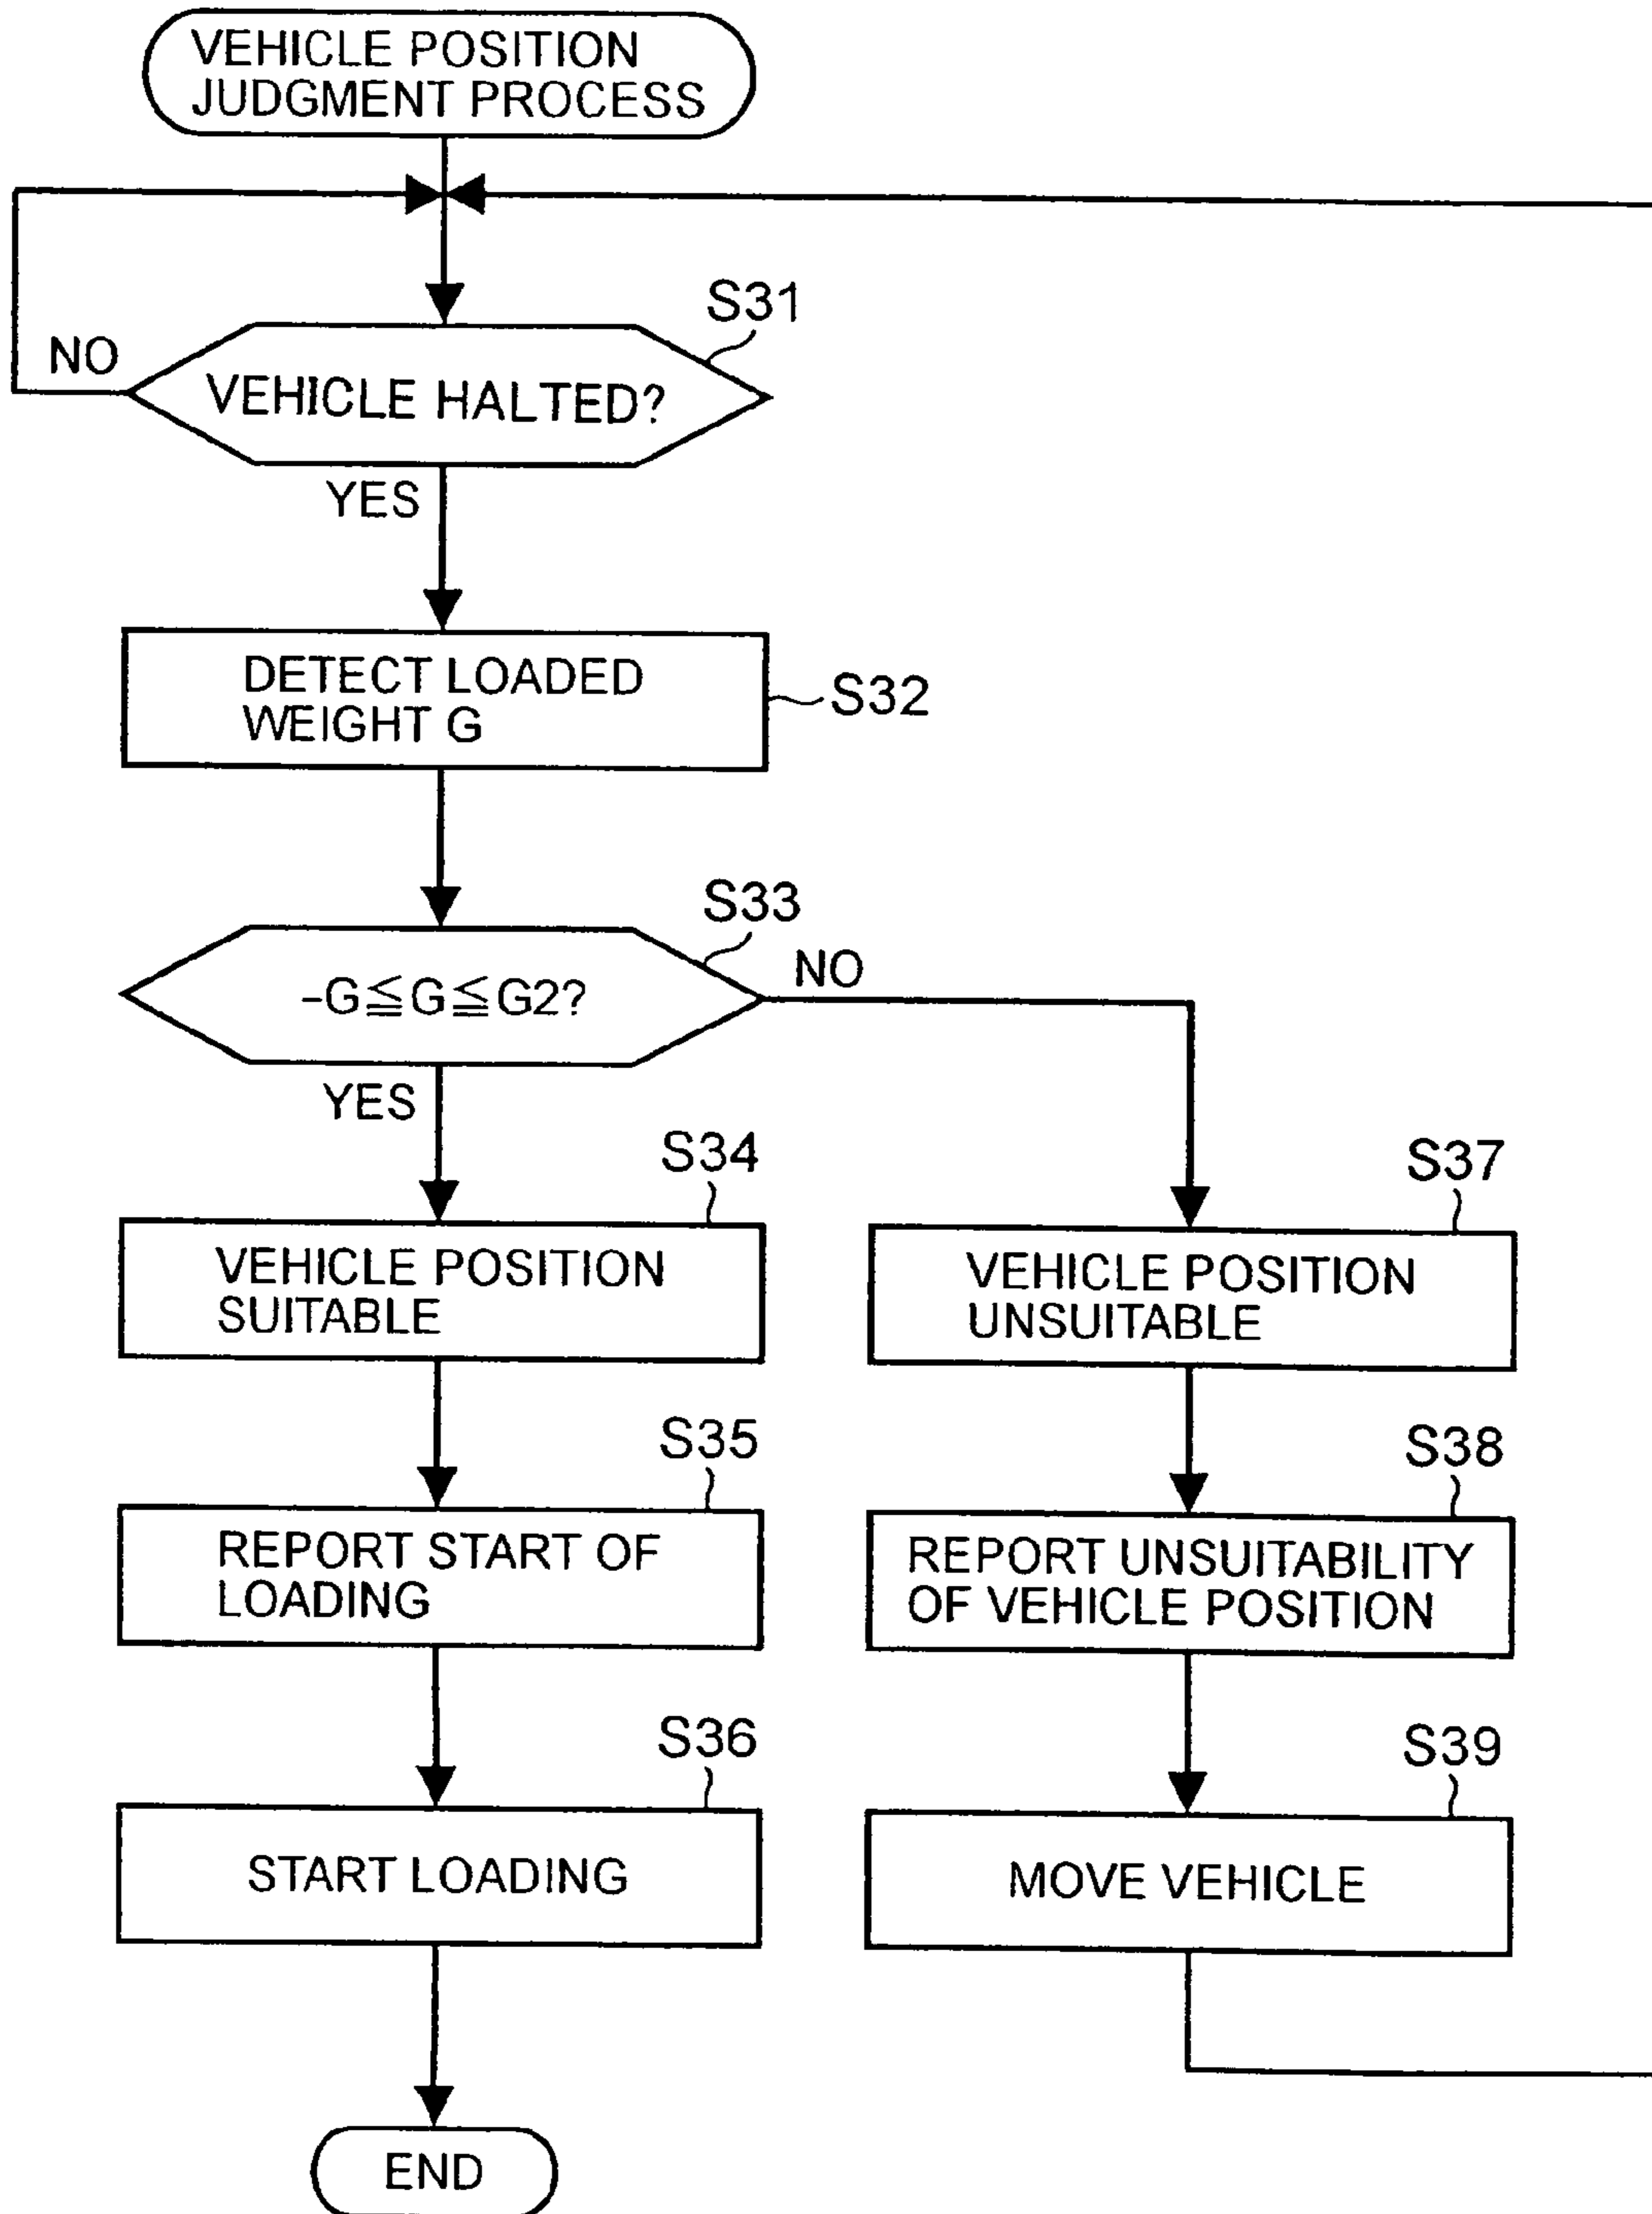 VEHICLE POSITION
JUDGMENT PROCESS
S31
NO
VEHICLE HALTED?
YES
DETECT LOADED
WEIGHT G
S32
S33
–G≦G≦G2?
NO
YES
S34
VEHICLE POSITION
SUITABLE
S35
REPORT START OF
LOADING
S36
START LOADING
END
S37
VEHICLE POSITION
UNSUITABLE
S38
REPORT UNSUITABILITY
OF VEHICLE POSITION
S39
MOVE VEHICLE